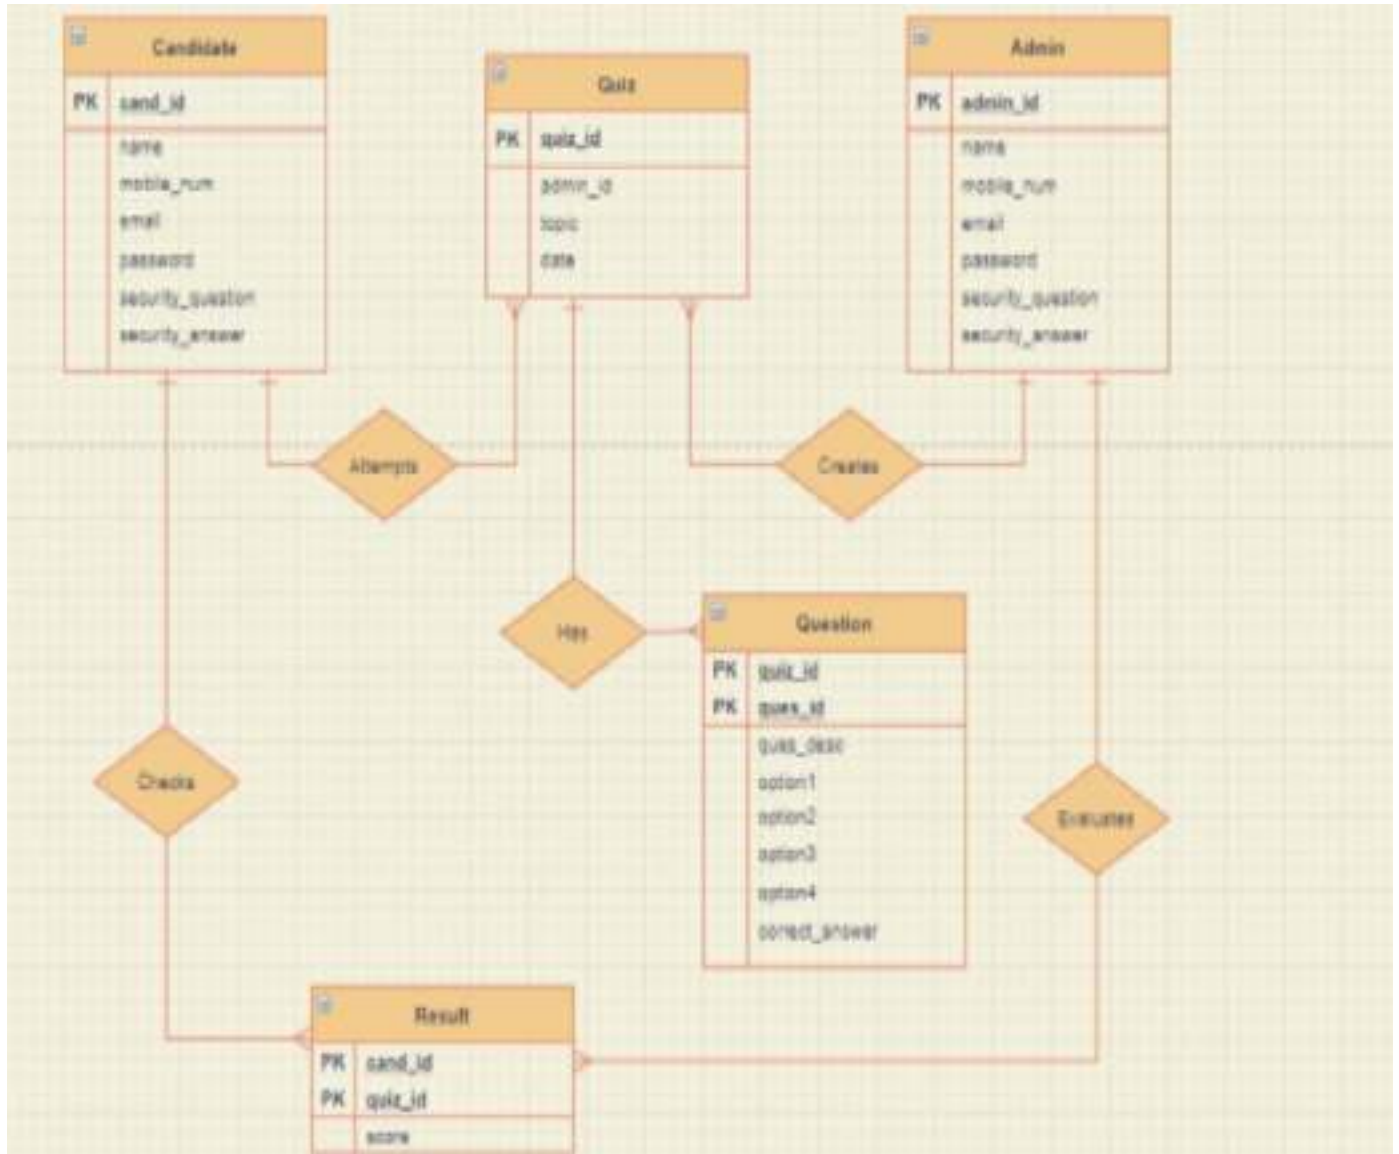 Candidate
PK cand_id
name
mobile_num
email
password
security_question
security_answer
Quiz
PK quiz_id
admin_id
topic
date
Admin
PK admin_id
name
mobile_num
email
password
security_question
security_answer
Attempts
Creates
Has
Question
PK quiz_id
PK ques_id
ques_desc
option1
option2
option3
option4
correct_answer
Checks
Evaluates
Result
PK cand_id
PK quiz_id
score